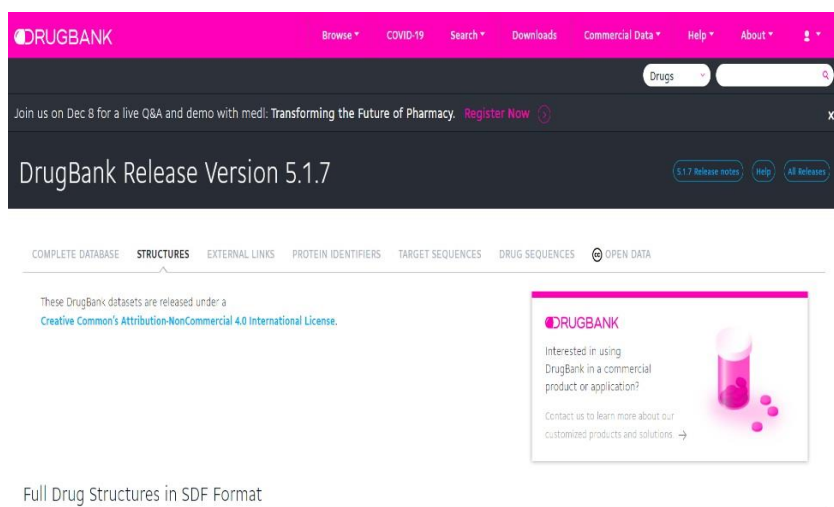 DRUGBANK
Browse COVID-19 Search Downloads Commercial Data Help About
Drugs
Join us on Dec 8 for a live Q&A and demo with medl: Transforming the Future of Pharmacy. Register Now
x
DrugBank Release Version 5.1.7
5.1.7 Release notes Help All Releases
COMPLETE DATABASE STRUCTURES EXTERNAL LINKS PROTEIN IDENTIFIERS TARGET SEQUENCES DRUG SEQUENCES cc OPEN DATA
These DrugBank datasets are released under a
Creative Common's Attribution-NonCommercial 4.0 International License.
DRUGBANK
Interested in using
DrugBank in a commercial
product or application?
Contact us to learn more about our
customized products and solutions →
Full Drug Structures in SDF Format